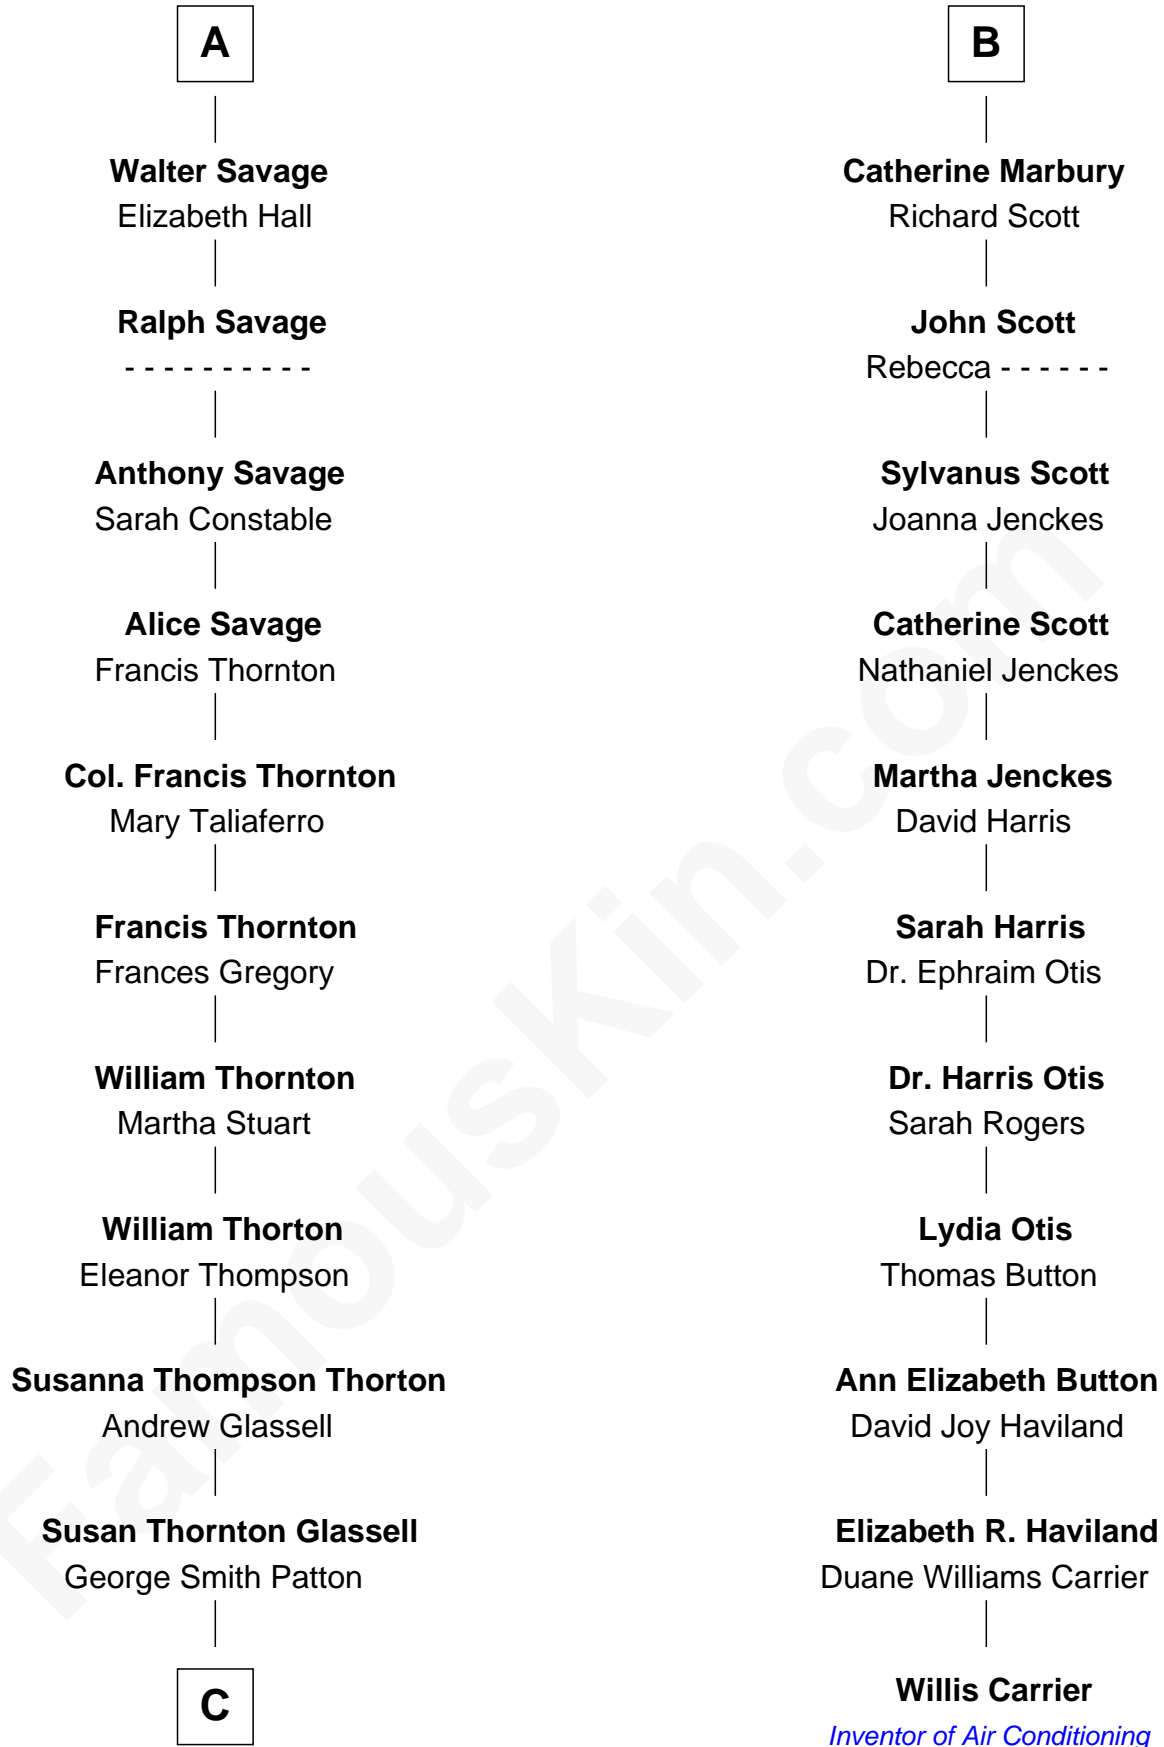 A
Walter Savage
Elizabeth Hall
Ralph Savage
- - - - - - - - - -
Anthony Savage
Sarah Constable
Alice Savage
Francis Thornton
Col. Francis Thornton
Mary Taliaferro
Francis Thornton
Frances Gregory
William Thornton
Martha Stuart
William Thorton
Eleanor Thompson
Susanna Thompson Thorton
Andrew Glassell
Susan Thornton Glassell
George Smith Patton
C
B
Catherine Marbury
Richard Scott
John Scott
Rebecca - - - - - -
Sylvanus Scott
Joanna Jenckes
Catherine Scott
Nathaniel Jenckes
Martha Jenckes
David Harris
Sarah Harris
Dr. Ephraim Otis
Dr. Harris Otis
Sarah Rogers
Lydia Otis
Thomas Button
Ann Elizabeth Button
David Joy Haviland
Elizabeth R. Haviland
Duane Williams Carrier
Willis Carrier
Inventor of Air Conditioning
FamousKin.com